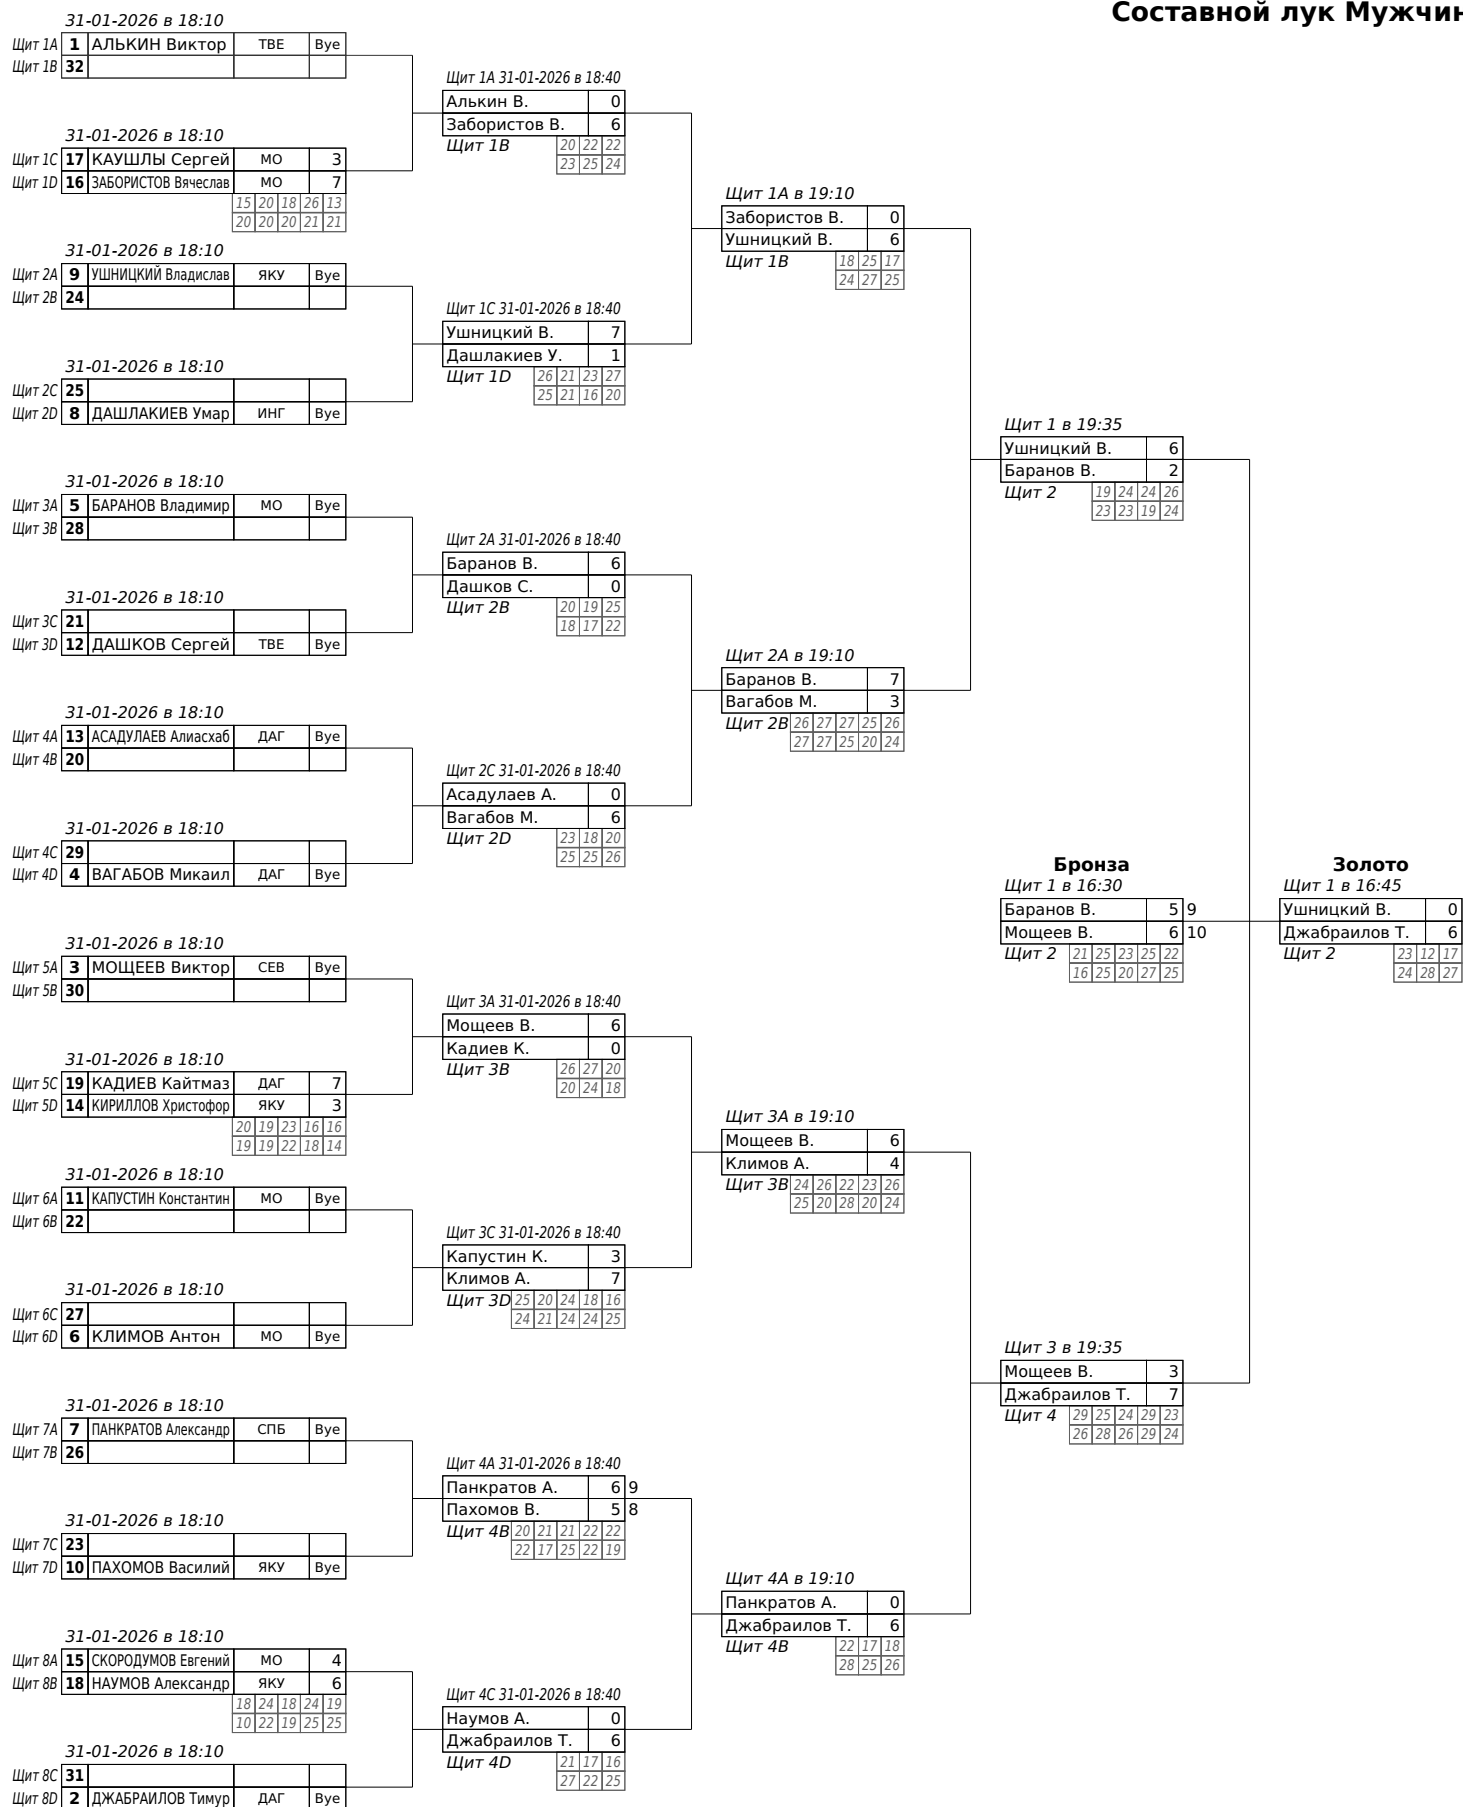 Составной лук Мужчин
31-01-2026 в 18:10
Щит 1A 1 АЛЬКИН Виктор ТВЕ Bye
Щит 1B 32
31-01-2026 в 18:10
Щит 1C 17 КАУШЛЫ Сергей МО 3
Щит 1D 16 ЗАБОРИСТОВ Вячеслав МО 7
15 20 18 26 13
20 20 20 21 21
31-01-2026 в 18:10
Щит 2A 9 УШНИЦКИЙ Владислав ЯКУ Bye
Щит 2B 24
31-01-2026 в 18:10
Щит 2C 25
Щит 2D 8 ДАШЛАКИЕВ Умар ИНГ Bye
31-01-2026 в 18:10
Щит 3A 5 БАРАНОВ Владимир МО Bye
Щит 3B 28
31-01-2026 в 18:10
Щит 3C 21
Щит 3D 12 ДАШКОВ Сергей ТВЕ Bye
31-01-2026 в 18:10
Щит 4A 13 АСАДУЛАЕВ Алиасхаб ДАГ Bye
Щит 4B 20
31-01-2026 в 18:10
Щит 4C 29
Щит 4D 4 ВАГАБОВ Микаил ДАГ Bye
31-01-2026 в 18:10
Щит 5A 3 МОЩЕЕВ Виктор СЕВ Bye
Щит 5B 30
31-01-2026 в 18:10
Щит 5C 19 КАДИЕВ Кайтмаз ДАГ 7
Щит 5D 14 КИРИЛЛОВ Христофор ЯКУ 3
20 19 23 16 16
19 19 22 18 14
31-01-2026 в 18:10
Щит 6A 11 КАПУСТИН Константин МО Bye
Щит 6B 22
31-01-2026 в 18:10
Щит 6C 27
Щит 6D 6 КЛИМОВ Антон МО Bye
31-01-2026 в 18:10
Щит 7A 7 ПАНКРАТОВ Александр СПБ Bye
Щит 7B 26
31-01-2026 в 18:10
Щит 7C 23
Щит 7D 10 ПАХОМОВ Василий ЯКУ Bye
31-01-2026 в 18:10
Щит 8A 15 СКОРОДУМОВ Евгений МО 4
Щит 8B 18 НАУМОВ Александр ЯКУ 6
18 24 18 24 19
10 22 19 25 25
31-01-2026 в 18:10
Щит 8C 31
Щит 8D 2 ДЖАБРАИЛОВ Тимур ДАГ Bye
Щит 1A 31-01-2026 в 18:40
Алькин В. 0
Забористов В. 6
Щит 1B 20 22 22
23 25 24
Щит 1C 31-01-2026 в 18:40
Ушницкий В. 7
Дашлакиев У. 1
Щит 1D 26 21 23 27
25 21 16 20
Щит 2A 31-01-2026 в 18:40
Баранов В. 6
Дашков С. 0
Щит 2B 20 19 25
18 17 22
Щит 2C 31-01-2026 в 18:40
Асадулаев А. 0
Вагабов М. 6
Щит 2D 23 18 20
25 25 26
Щит 3A 31-01-2026 в 18:40
Мощеев В. 6
Кадиев К. 0
Щит 3B 26 27 20
20 24 18
Щит 3C 31-01-2026 в 18:40
Капустин К. 3
Климов А. 7
Щит 3D 25 20 24 18 16
24 21 24 24 25
Щит 4A 31-01-2026 в 18:40
Панкратов А. 6 9
Пахомов В. 5 8
Щит 4B 20 21 21 22 22
22 17 25 22 19
Щит 4C 31-01-2026 в 18:40
Наумов А. 0
Джабраилов Т. 6
Щит 4D 21 17 16
27 22 25
Щит 1A в 19:10
Забористов В. 0
Ушницкий В. 6
Щит 1B 18 25 17
24 27 25
Щит 2A в 19:10
Баранов В. 7
Вагабов М. 3
Щит 2B 26 27 27 25 26
27 27 25 20 24
Щит 3A в 19:10
Мощеев В. 6
Климов А. 4
Щит 3B 24 26 22 23 26
25 20 28 20 24
Щит 4A в 19:10
Панкратов А. 0
Джабраилов Т. 6
Щит 4B 22 17 18
28 25 26
Щит 1 в 19:35
Ушницкий В. 6
Баранов В. 2
Щит 2 19 24 24 26
23 23 19 24
Щит 3 в 19:35
Мощеев В. 3
Джабраилов Т. 7
Щит 4 29 25 24 29 23
26 28 26 29 24
Бронза
Щит 1 в 16:30
Баранов В. 5 9
Мощеев В. 6 10
Щит 2 21 25 23 25 22
16 25 20 27 25
Золото
Щит 1 в 16:45
Ушницкий В. 0
Джабраилов Т. 6
Щит 2 23 12 17
24 28 27